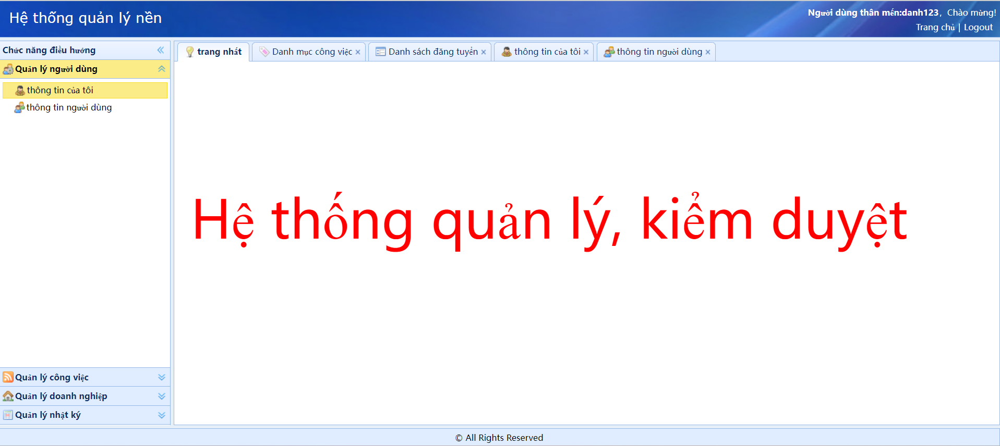 Hệ thống quản lý nền
Người dùng thân mến:danh123, Chào mừng!
Trang chủ | Logout
Chức năng điều hướng
Quản lý người dùng
thông tin của tôi
thông tin người dùng
Quản lý công việc
Quản lý doanh nghiệp
Quản lý nhật ký
trang nhất
Danh mục công việc
Danh sách đăng tuyển
thông tin của tôi
thông tin người dùng
Hệ thống quản lý, kiểm duyệt
© All Rights Reserved